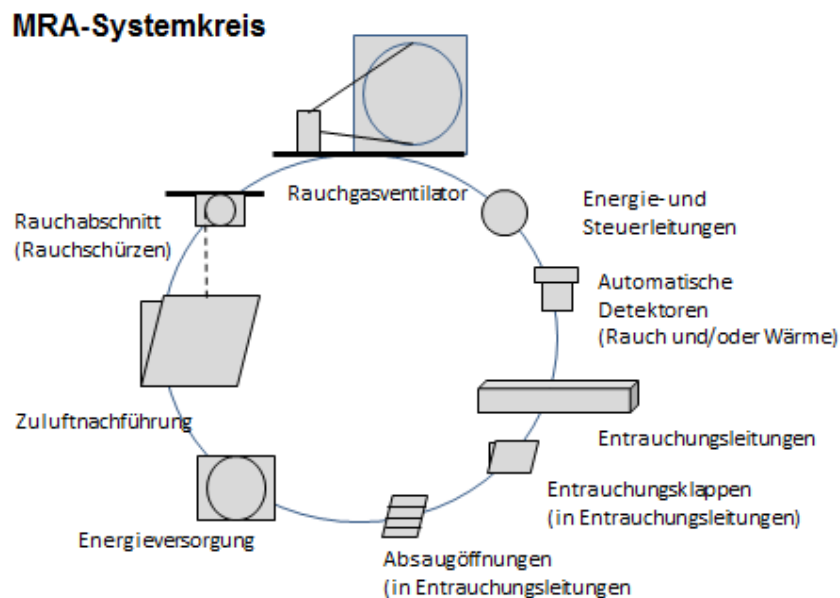 MRA-Systemkreis
Rauchgasventilator
Energie- und
Steuerleitungen
Automatische
Detektoren
(Rauch und/oder Wärme)
Entrauchungsleitungen
Entrauchungsklappen
(in Entrauchungsleitungen)
Absaugöffnungen
(in Entrauchungsleitungen
Energieversorgung
Zuluftnachführung
Rauchabschnitt
(Rauchschürzen)